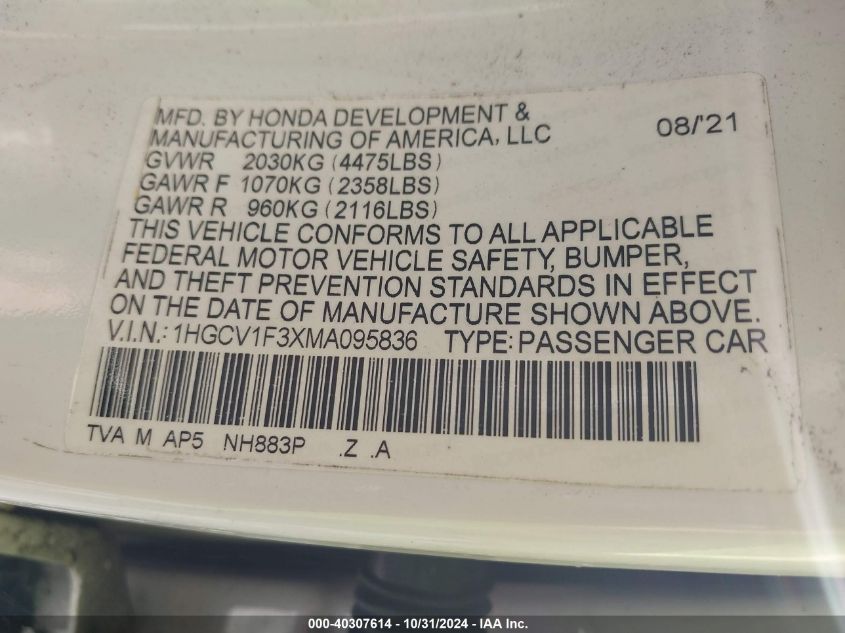 MFD. BY HONDA DEVELOPMENT &
MANUFACTURING OF AMERICA, LLC 08/'21
GVWR 2030KG (4475LBS)
GAWR F 1070KG (2358LBS)
GAWR R 960KG (2116LBS)
THIS VEHICLE CONFORMS TO ALL APPLICABLE
FEDERAL MOTOR VEHICLE SAFETY, BUMPER,
AND THEFT PREVENTION STANDARDS IN EFFECT
ON THE DATE OF MANUFACTURE SHOWN ABOVE.
V.I.N.: 1HGCV1F3XMA095836 TYPE: PASSENGER CAR
TVA M AP5 NH883P .Z .A
000-40307614 - 10/31/2024 - IAA Inc.